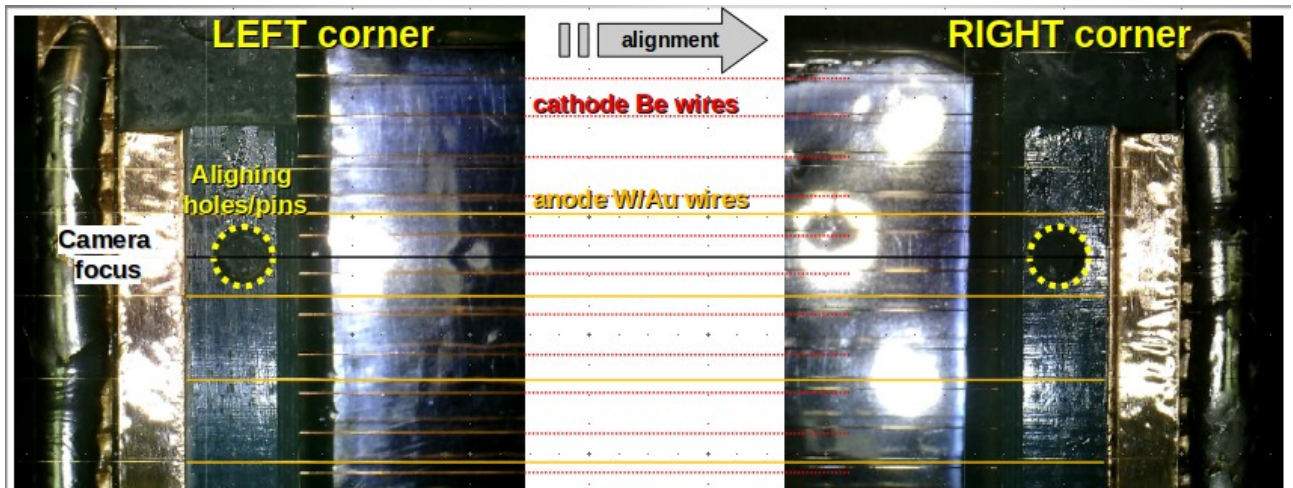 LEFT corner
alignment
RIGHT corner
cathode Be wires
Aligning
holes/pins
anode W/Au wires
Camera
focus